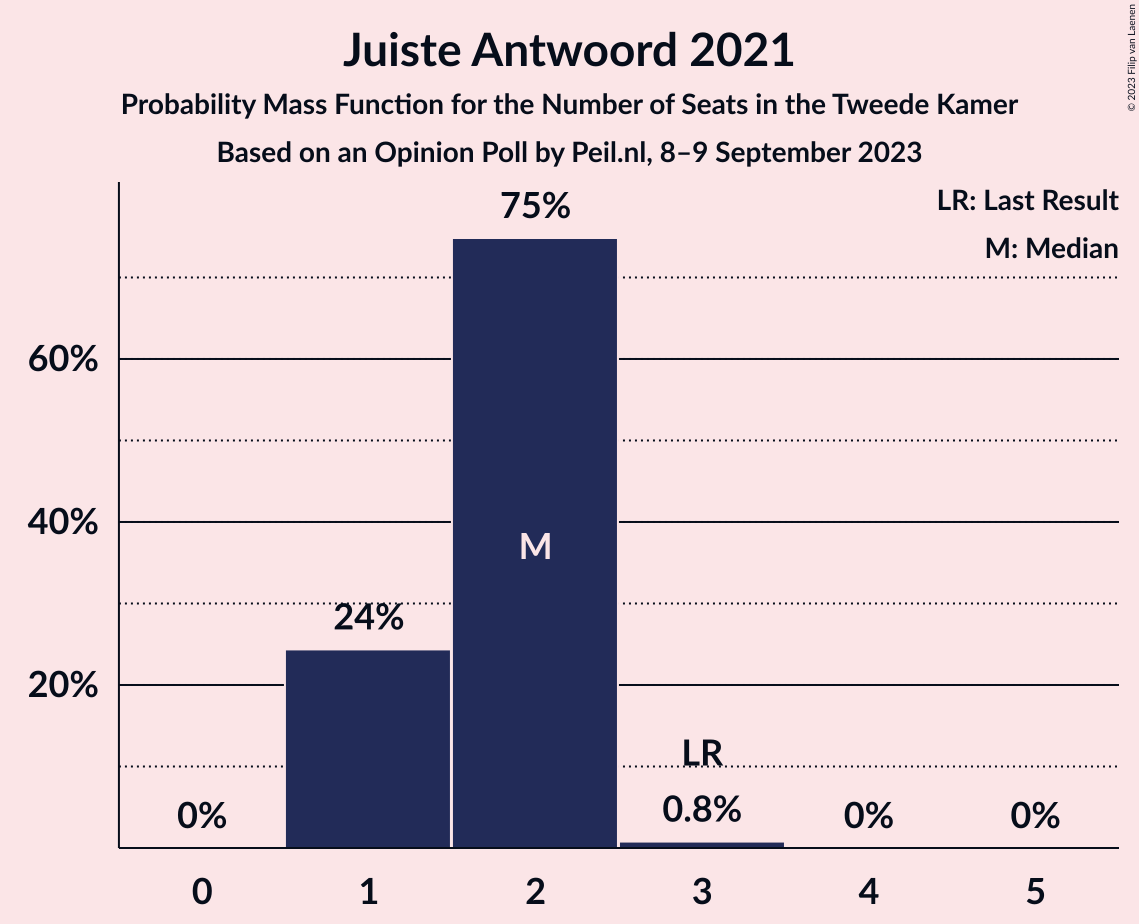 Juiste Antwoord 2021
Probability Mass Function for the Number of Seats in the Tweede Kamer
Based on an Opinion Poll by Peil.nl, 8–9 September 2023
© 2023 Filip van Laenen
LR: Last Result
M: Median
75%
60%
40%
M
24%
20%
LR
0%
0.8%
0%
0%
0 1 2 3 4 5